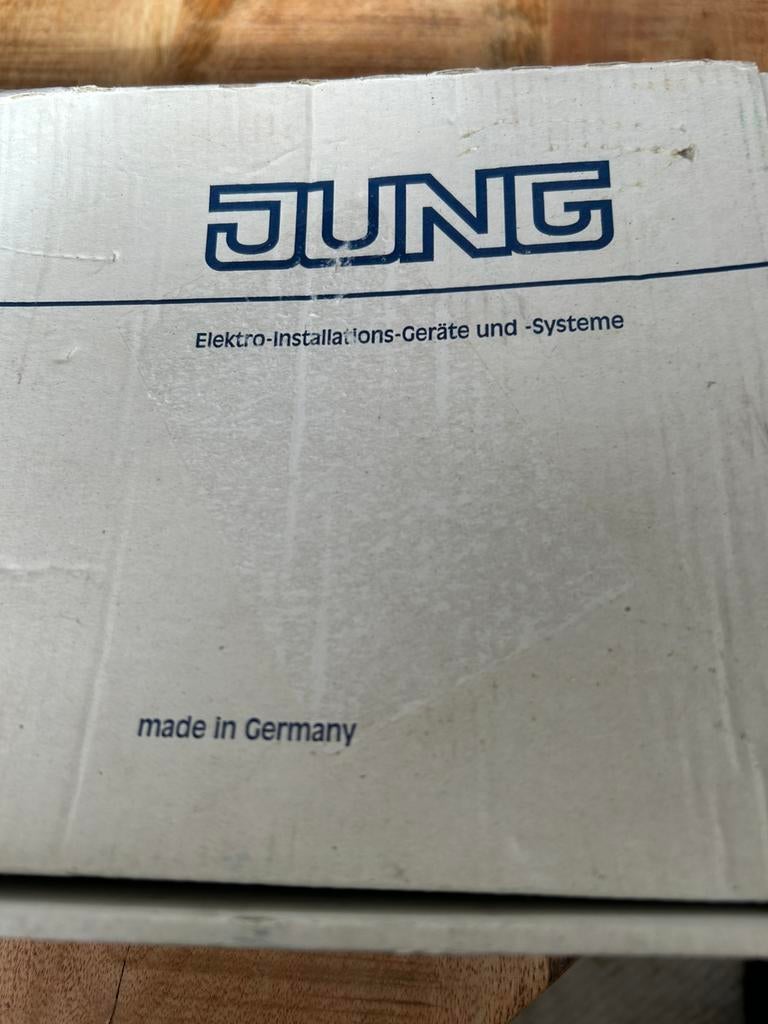 JUNG
Elektro-Installations-Geräte und -Systeme
made in Germany